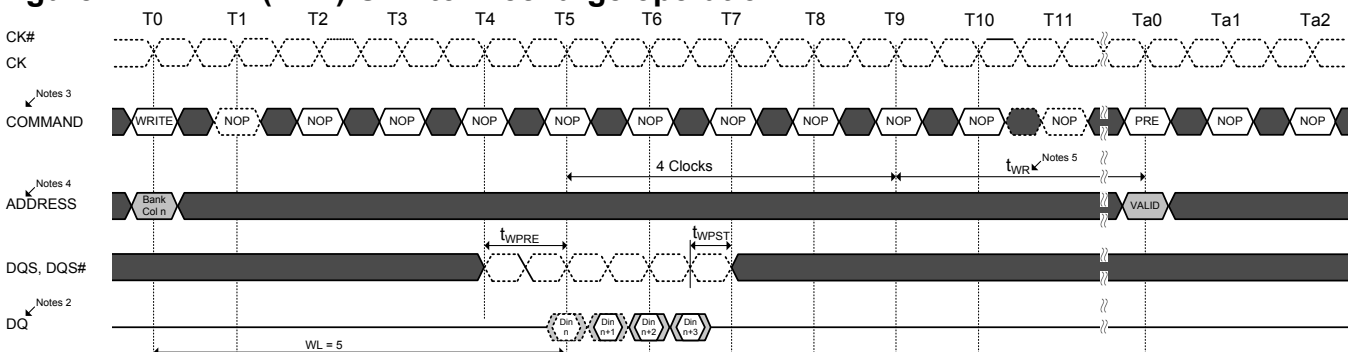 T0 T1 T2 T3 T4 T5 T6 T7 T8 T9 T10 T11 Ta0 Ta1 Ta2
CK#
CK
Notes 3
COMMAND
WRITE NOP NOP NOP NOP NOP NOP NOP NOP NOP NOP NOP PRE NOP NOP
4 Clocks
tWR Notes 5
Notes 4
ADDRESS
Bank
Col n
VALID
tWPRE
tWPST
DQS, DQS#
Notes 2
DQ
Din
n
Din
n+1
Din
n+2
Din
n+3
WL = 5